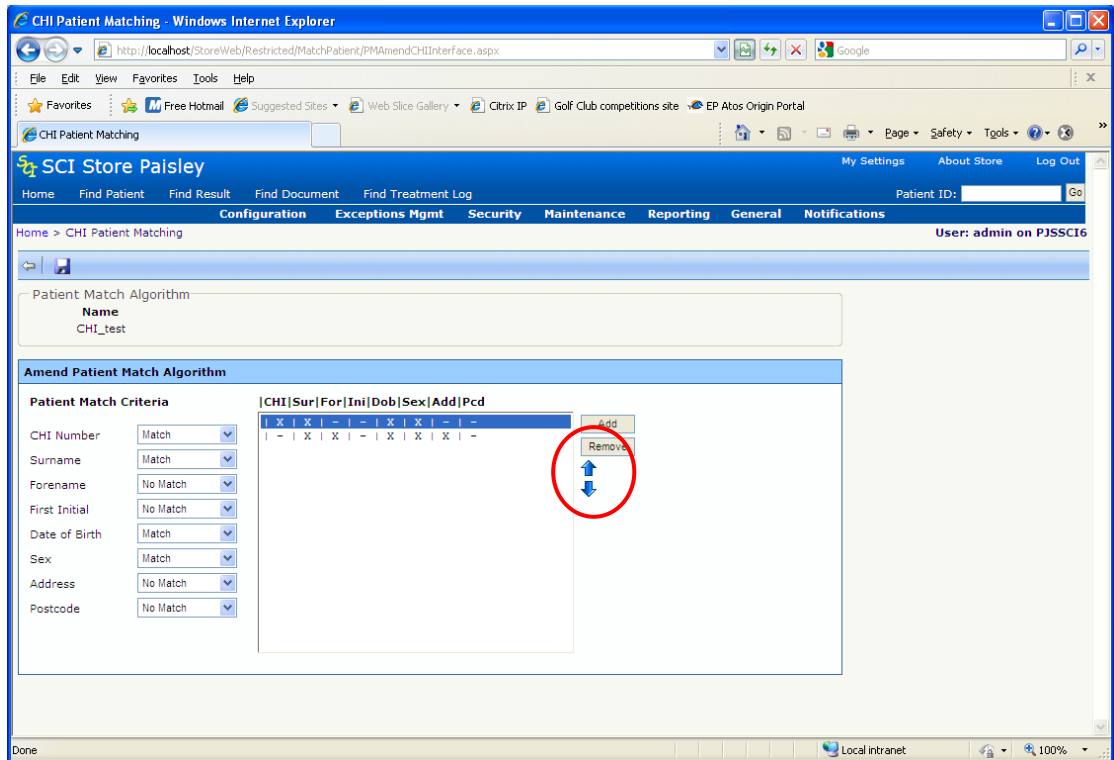 CHI Patient Matching - Windows Internet Explorer
http://localhost/StoreWeb/Restricted/MatchPatient/PMAmendCHIInterface.aspx
Google
File Edit View Favorites Tools Help
Favorites Free Hotmail Suggested Sites Web Slice Gallery Citrix IP Golf Club competitions site EP Atos Origin Portal
CHI Patient Matching
Page Safety Tools
SCI Store Paisley
My Settings About Store Log Out
Home Find Patient Find Result Find Document Find Treatment Log
Patient ID: Go
Configuration Exceptions Mgmt Security Maintenance Reporting General Notifications
Home > CHI Patient Matching
User: admin on PJSSCI6
Patient Match Algorithm
Name
CHI_test
Amend Patient Match Algorithm
Patient Match Criteria |CHI|Sur|For|Ini|Dob|Sex|Add|Pcd
| X | X | - | - | X | X | - | -
Add
| - | X | X | - | X | X | X | -
Remove
CHI Number Match
Surname Match
Forename No Match
First Initial No Match
Date of Birth Match
Sex Match
Address No Match
Postcode No Match
Done
Local intranet
100%